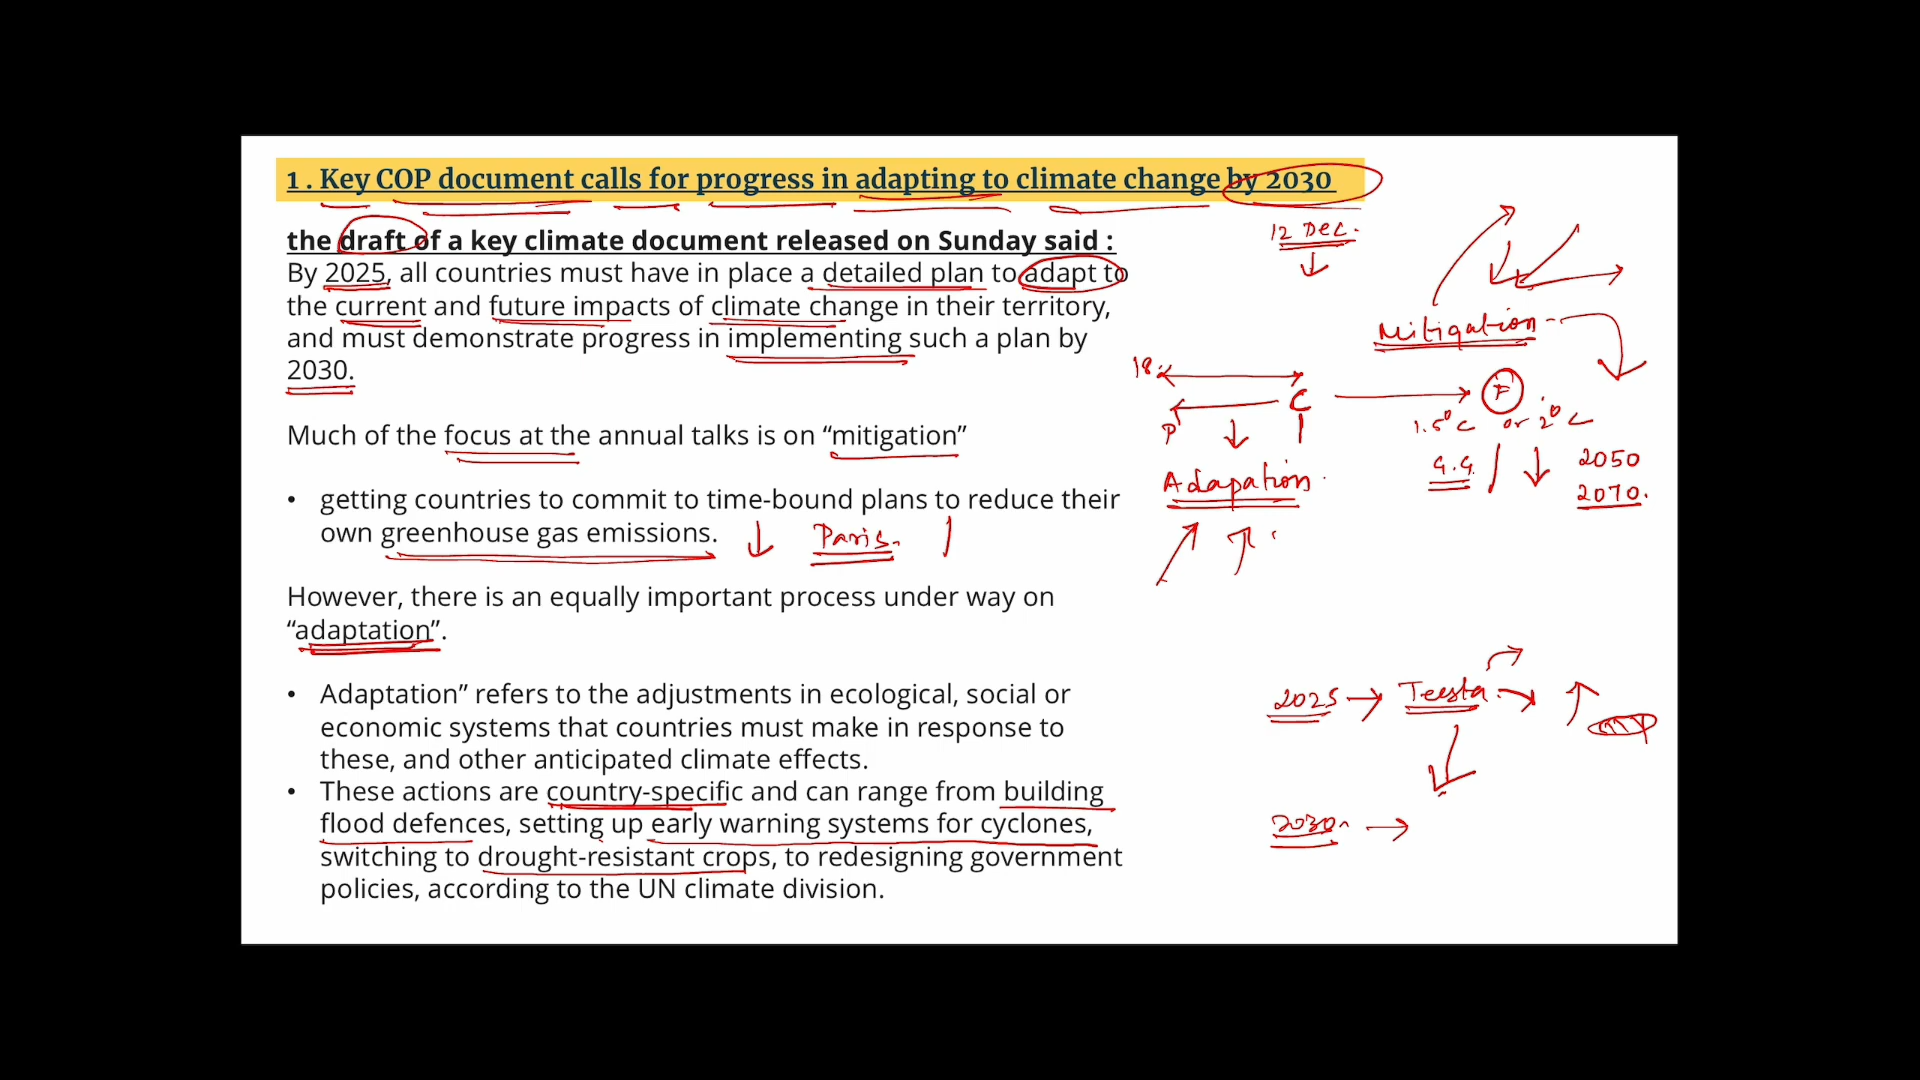 1 . Key COP document calls for progress in adapting to climate change by 2030
the draft of a key climate document released on Sunday said :
By 2025, all countries must have in place a detailed plan to adapt to
the current and future impacts of climate change in their territory,
and must demonstrate progress in implementing such a plan by
2030.
Much of the focus at the annual talks is on “mitigation”
• getting countries to commit to time-bound plans to reduce their
own greenhouse gas emissions.
Paris.
However, there is an equally important process under way on
“adaptation”.
• Adaptation” refers to the adjustments in ecological, social or
economic systems that countries must make in response to
these, and other anticipated climate effects.
• These actions are country-specific and can range from building
flood defences, setting up early warning systems for cyclones,
switching to drought-resistant crops, to redesigning government
policies, according to the UN climate division.
12 Dec.
Mitigation
C
F
P
1.5°C or 2°C
Adapation
G.G.
2050
2070.
2025 → Teesta
2030 →